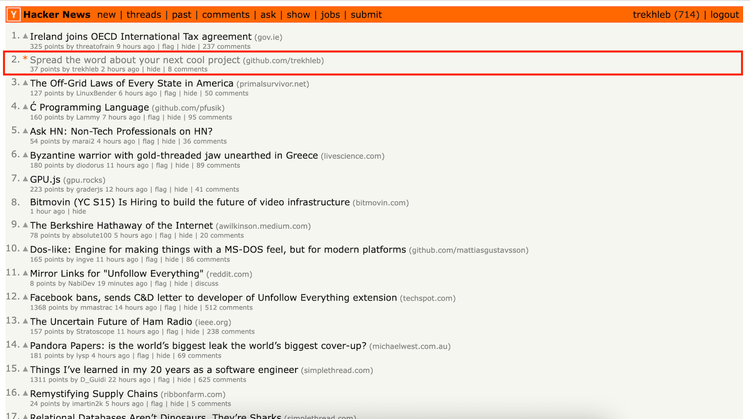 Y Hacker News new | threads | past | comments | ask | show | jobs | submit trekhleb (714) | logout
1. Ireland joins OECD International Tax agreement (gov.ie)
325 points by threatofrain 9 hours ago | flag | hide | 237 comments
2. * Spread the word about your next cool project (github.com/trekhleb)
37 points by trekhleb 2 hours ago | hide | 8 comments
3. The Off-Grid Laws of Every State in America (primalsurvivor.net)
127 points by LinuxBender 6 hours ago | flag | hide | 50 comments
4. Ć Programming Language (github.com/pfusik)
160 points by Lammy 7 hours ago | flag | hide | 95 comments
5. Ask HN: Non-Tech Professionals on HN?
54 points by marai2 4 hours ago | flag | hide | 36 comments
6. Byzantine warrior with gold-threaded jaw unearthed in Greece (livescience.com)
180 points by diodorus 11 hours ago | flag | hide | 89 comments
7. GPU.js (gpu.rocks)
223 points by graderjs 12 hours ago | flag | hide | 41 comments
8. Bitmovin (YC S15) Is Hiring to build the future of video infrastructure (bitmovin.com)
1 hour ago | hide
9. The Berkshire Hathaway of the Internet (awilkinson.medium.com)
78 points by absolute100 5 hours ago | flag | hide | 20 comments
10. Dos-like: Engine for making things with a MS-DOS feel, but for modern platforms (github.com/mattiasgustavsson)
165 points by ingve 11 hours ago | flag | hide | 86 comments
11. Mirror Links for "Unfollow Everything" (reddit.com)
8 points by NabiDev 19 minutes ago | flag | hide | discuss
12. Facebook bans, sends C&D letter to developer of Unfollow Everything extension (techspot.com)
1368 points by mmastrac 14 hours ago | flag | hide | 512 comments
13. The Uncertain Future of Ham Radio (ieee.org)
157 points by Stratoscope 11 hours ago | flag | hide | 238 comments
14. Pandora Papers: is the world's biggest leak the world's biggest cover-up? (michaelwest.com.au)
181 points by lysp 4 hours ago | flag | hide | 69 comments
15. Things I've learned in my 20 years as a software engineer (simplethread.com)
1311 points by D_Guidi 22 hours ago | flag | hide | 625 comments
16. Remystifying Supply Chains (ribbonfarm.com)
24 points by imartin2k 5 hours ago | flag | hide | 5 comments
17. Relational Databases Aren't Dinosaurs, They're Sharks (simplethread.com)